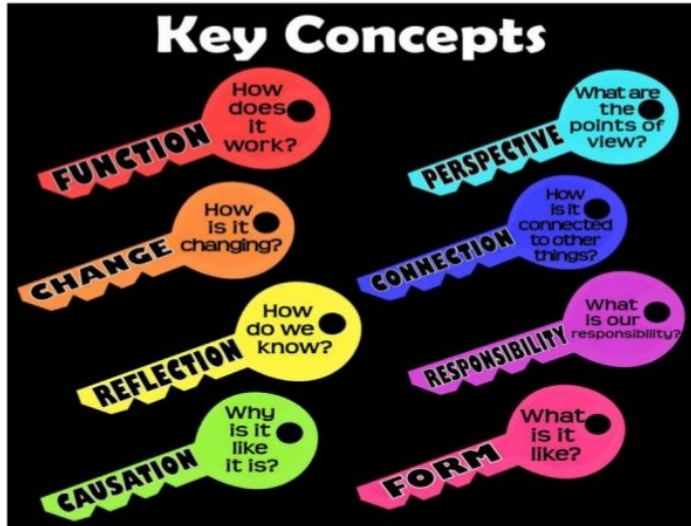 Key Concepts
How
does
it
work?
FUNCTION
How
is it
changing?
CHANGE
How
do we
know?
REFLECTION
Why
is it
like
it is?
CAUSATION
What are
the
points of
view?
PERSPECTIVE
How
is it
connected
to other
things?
CONNECTION
What
is our
responsibility?
RESPONSIBILITY
What
is it
like?
FORM